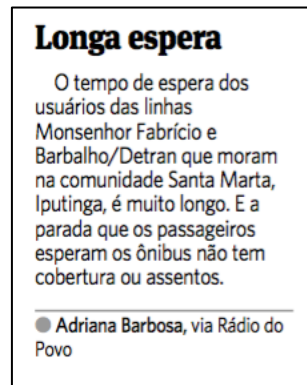 Longa espera
O tempo de espera dos
usuários das linhas
Monsenhor Fabrício e
Barbalho/Detran que moram
na comunidade Santa Marta,
Iputinga, é muito longo. E a
parada que os passageiros
esperam os ônibus não tem
cobertura ou assentos.
Adriana Barbosa, via Rádio do
Povo